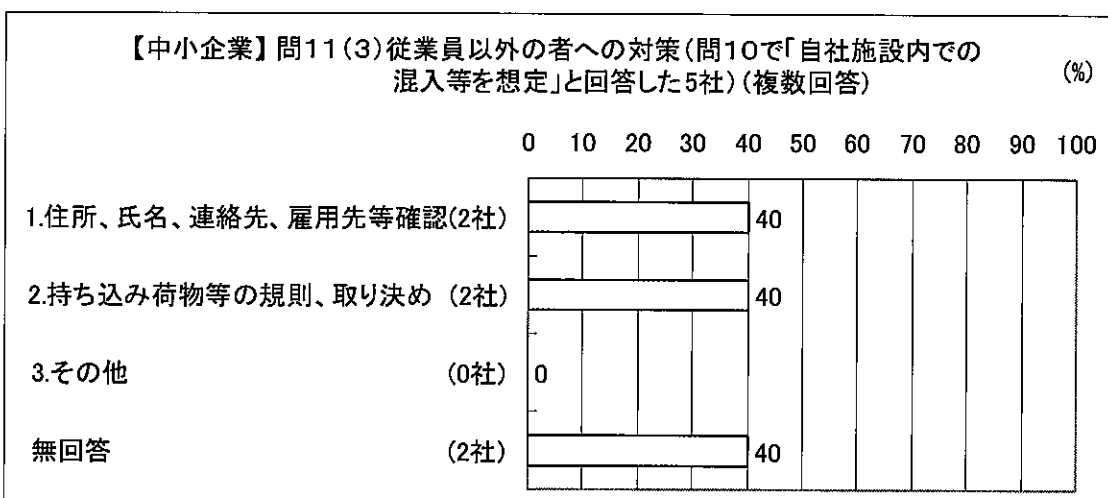 【中小企業】問11(3)従業員以外の者への対策(問10で「自社施設内での
混入等を想定」と回答した5社)(複数回答)
(%)
0 10 20 30 40 50 60 70 80 90 100
1.住所、氏名、連絡先、雇用先等確認(2社) 40
2.持ち込み荷物等の規則、取り決め (2社) 40
3.その他 (0社) 0
無回答 (2社) 40